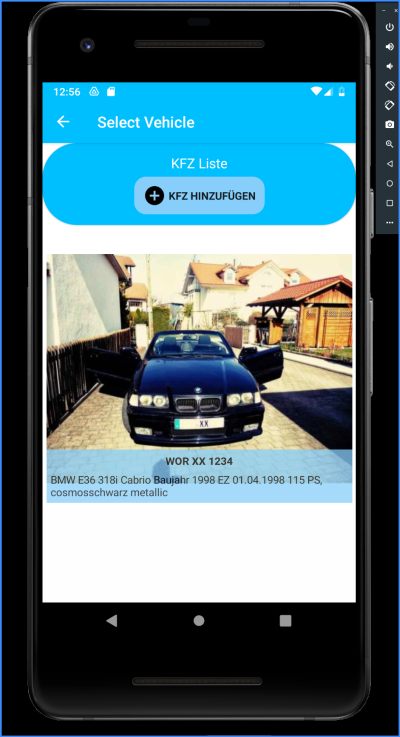 12:56
Select Vehicle
KFZ Liste
KFZ HINZUFÜGEN
XX
WOR XX 1234
BMW E36 318i Cabrio Baujahr 1998 EZ 01.04.1998 115 PS,
cosmosschwarz metallic